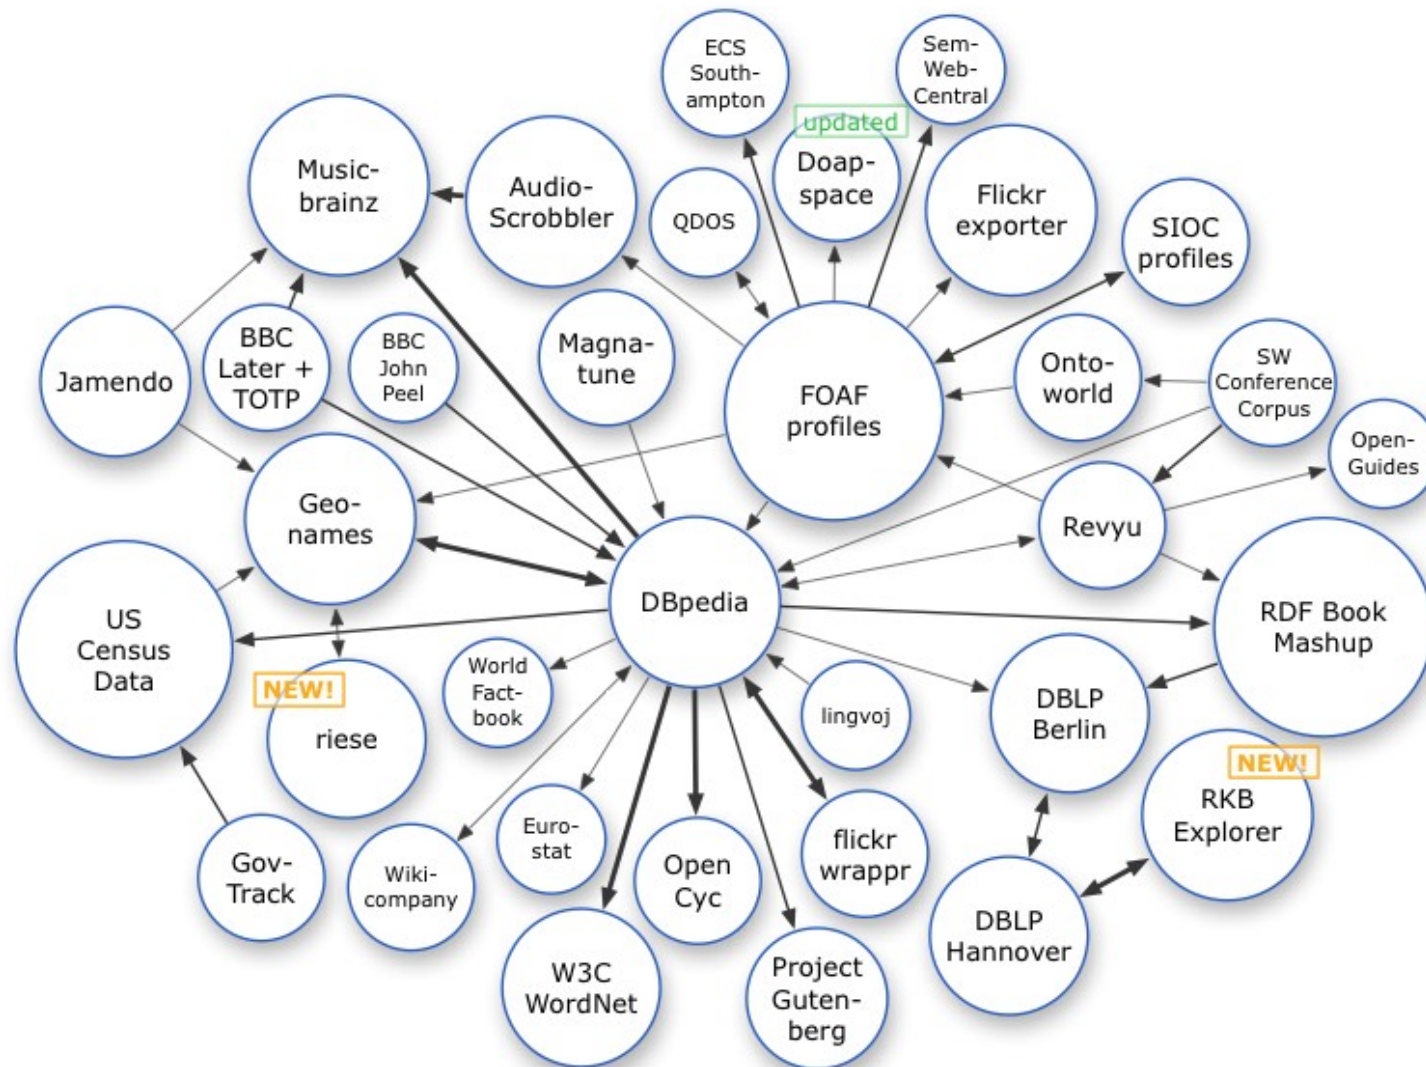 ECS
South-
ampton
Sem-
Web-
Central
updated
Doap-
space
Music-
brainz
Audio-
Scrobbler
QDOS
Flickr
exporter
SIOC
profiles
Jamendo
BBC
Later +
TOTP
BBC
John
Peel
Magna-
tune
FOAF
profiles
Onto-
world
SW
Conference
Corpus
Open-
Guides
Geo-
names
Revyu
DBpedia
US
Census
Data
RDF Book
Mashup
NEW!
riese
World
Fact-
book
lingvoj
DBLP
Berlin
NEW!
RKB
Explorer
Gov-
Track
Wiki-
company
Euro-
stat
Open
Cyc
flickr
wrappr
DBLP
Hannover
W3C
WordNet
Project
Guten-
berg